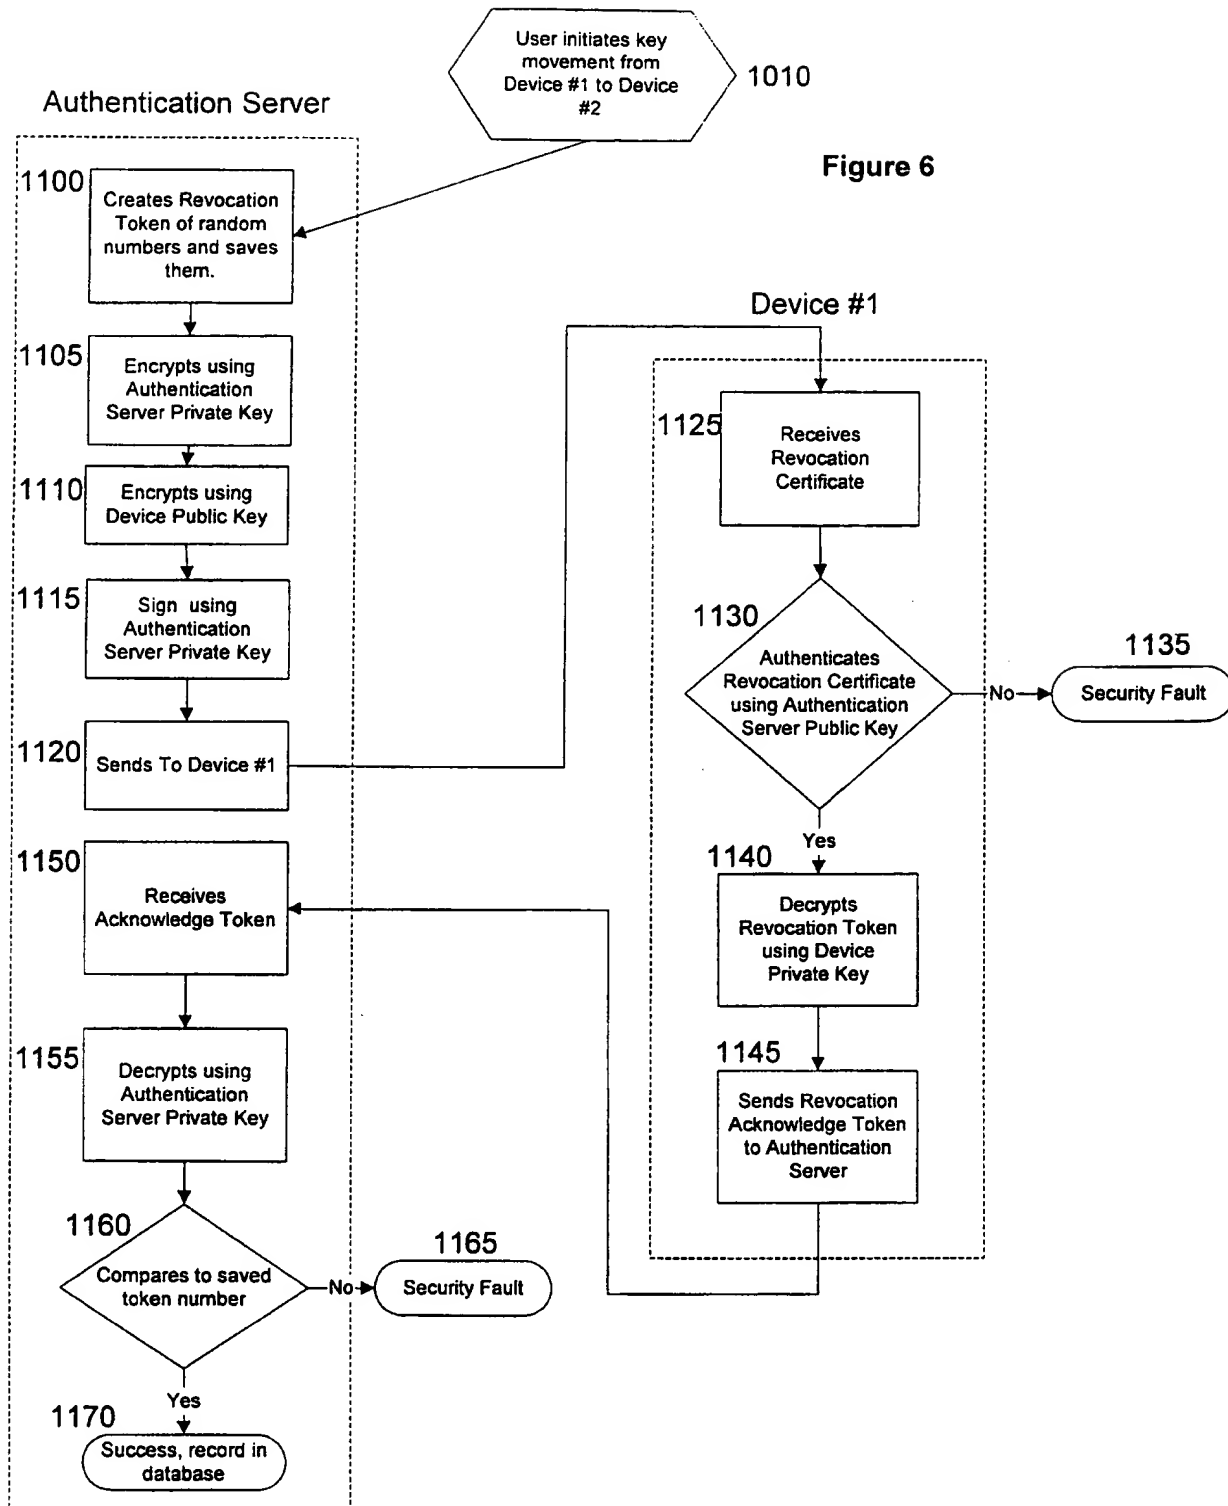 User initiates key
movement from
Device #1 to Device
#2
1010
Authentication Server
Figure 6
1100
Creates Revocation
Token of random
numbers and saves
them.
1105
Encrypts using
Authentication
Server Private Key
1110
Encrypts using
Device Public Key
1115
Sign using
Authentication
Server Private Key
1120
Sends To Device #1
Device #1
1125
Receives
Revocation
Certificate
1130
Authenticates
Revocation Certificate
using Authentication
Server Public Key
No
1135
Security Fault
Yes
1140
Decrypts
Revocation Token
using Device
Private Key
1145
Sends Revocation
Acknowledge Token
to Authentication
Server
1150
Receives
Acknowledge Token
1155
Decrypts using
Authentication
Server Private Key
1160
Compares to saved
token number
No
1165
Security Fault
Yes
1170
Success, record in
database